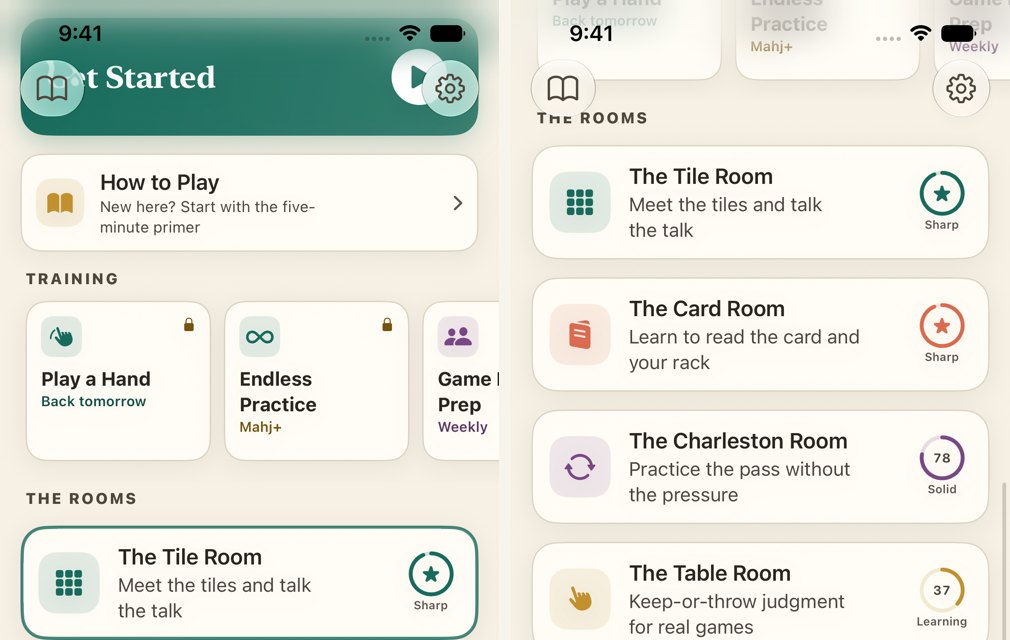 9:41
et Started
How to Play
New here? Start with the five-
minute primer
TRAINING
Play a Hand
Back tomorrow
Endless
Practice
Mahj+
Game
Prep
Weekly
THE ROOMS
The Tile Room
Meet the tiles and talk
the talk
Sharp
Play a Hand
Back tomorrow
Endless
Practice
Mahj+
Game
Prep
Weekly
9:41
THE ROOMS
The Tile Room
Meet the tiles and talk
the talk
Sharp
The Card Room
Learn to read the card and
your rack
Sharp
The Charleston Room
Practice the pass without
the pressure
78
Solid
The Table Room
Keep-or-throw judgment
for real games
37
Learning